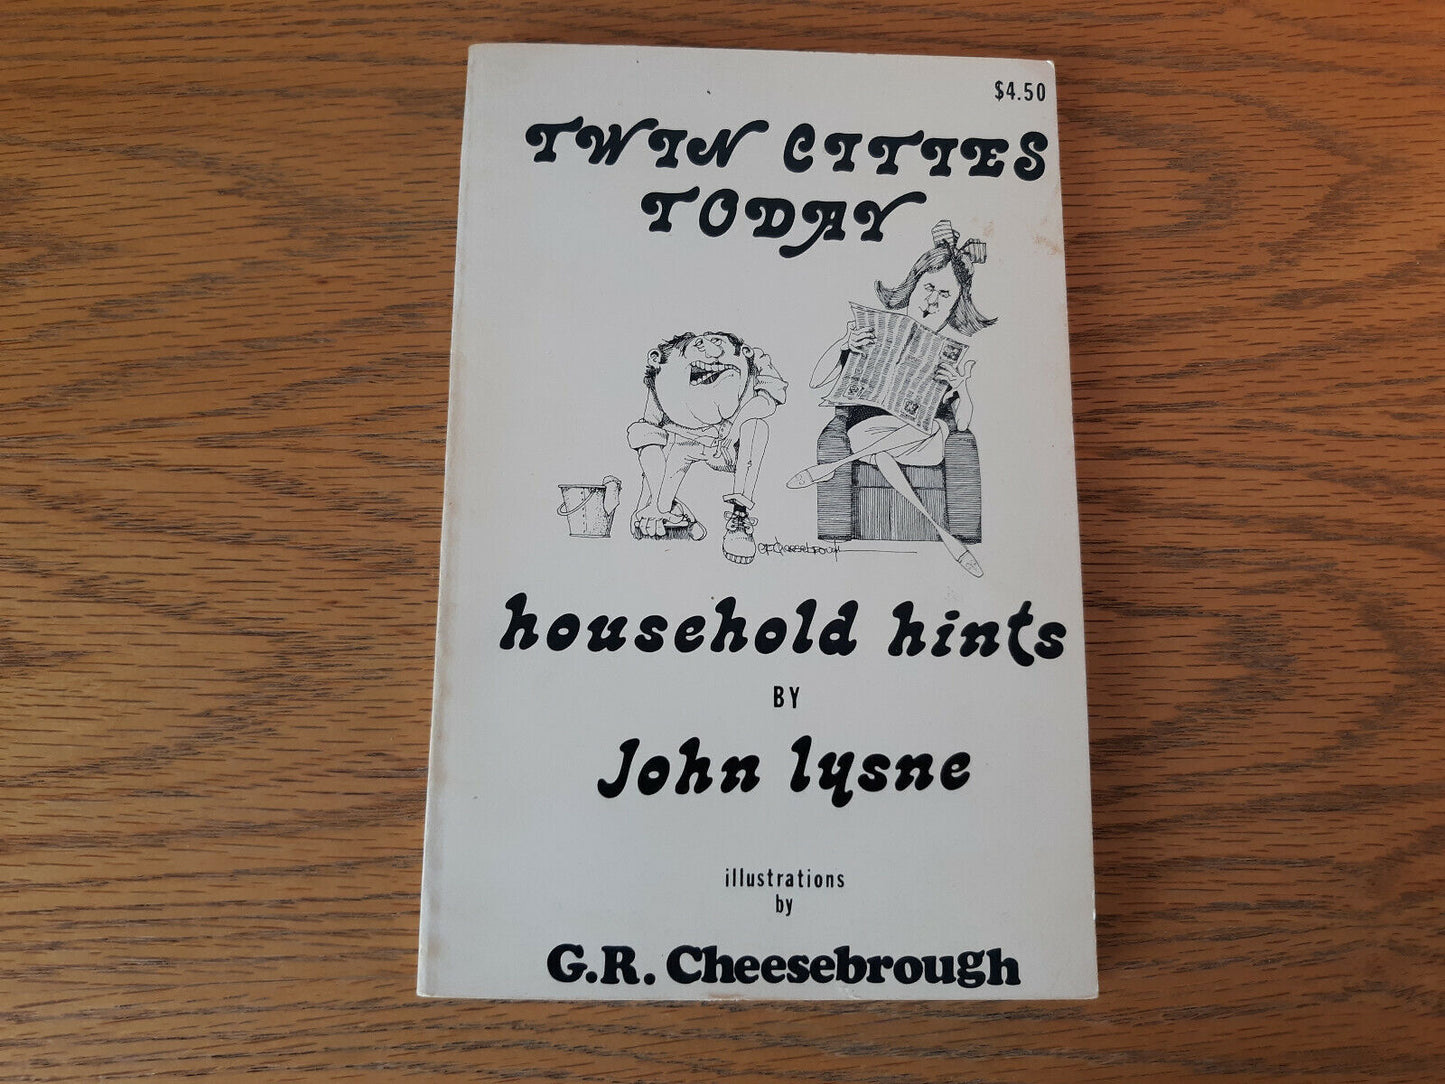 $4.50
TWIN CITIES
TODAY
household hints
BY
John lysne
illustrations
by
G.R. Cheesebrough